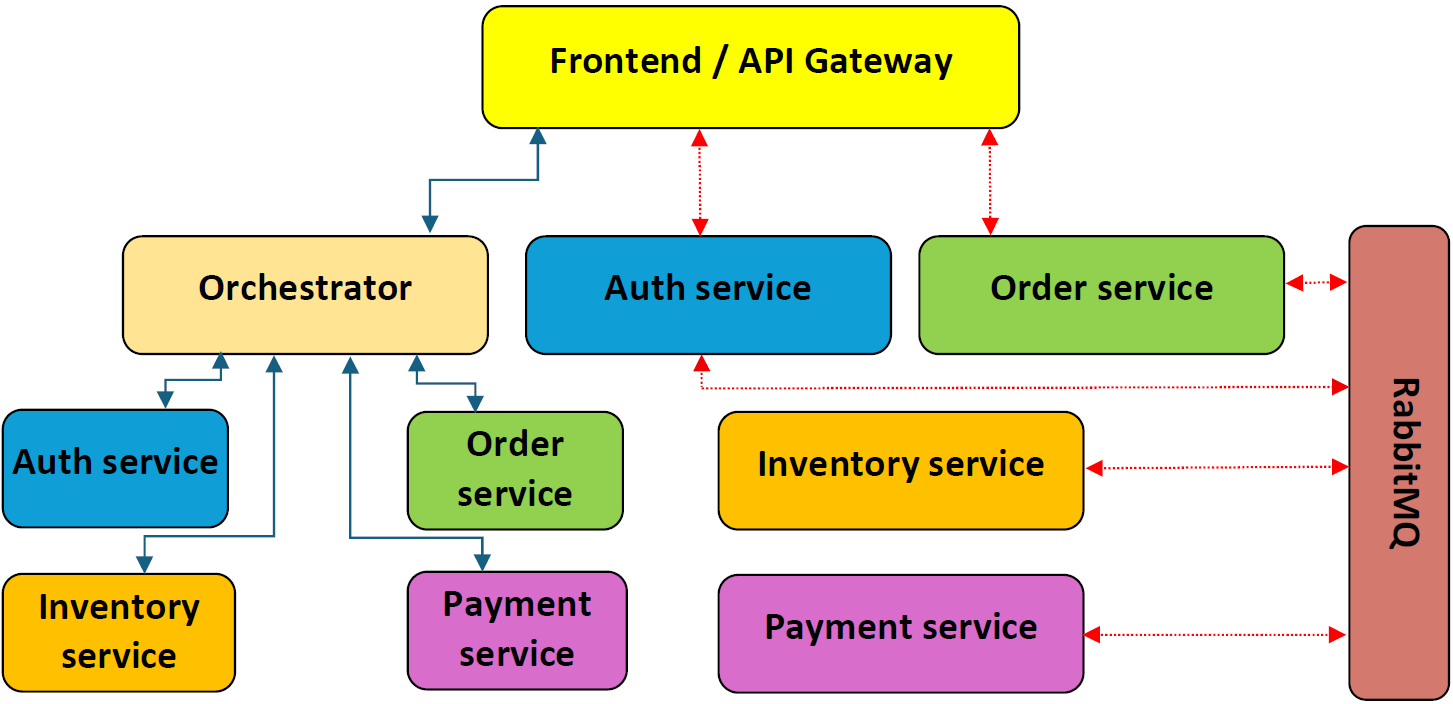 Frontend / API Gateway
Orchestrator
Auth service
Order service
RabbitMQ
Auth service
Order
service
Inventory service
Inventory
service
Payment
service
Payment service